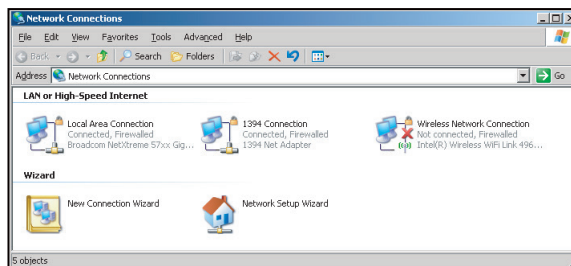 Network Connections
File Edit View Favorites Tools Advanced Help
Back Search Folders
Address Network Connections Go
LAN or High-Speed Internet
Local Area Connection
Connected, Firewalled
Broadcom NetXtreme 57xx Gig...
1394 Connection
Connected, Firewalled
1394 Net Adapter
Wireless Network Connection
Not connected, Firewalled
Intel(R) Wireless WiFi Link 496...
Wizard
New Connection Wizard
Network Setup Wizard
5 objects